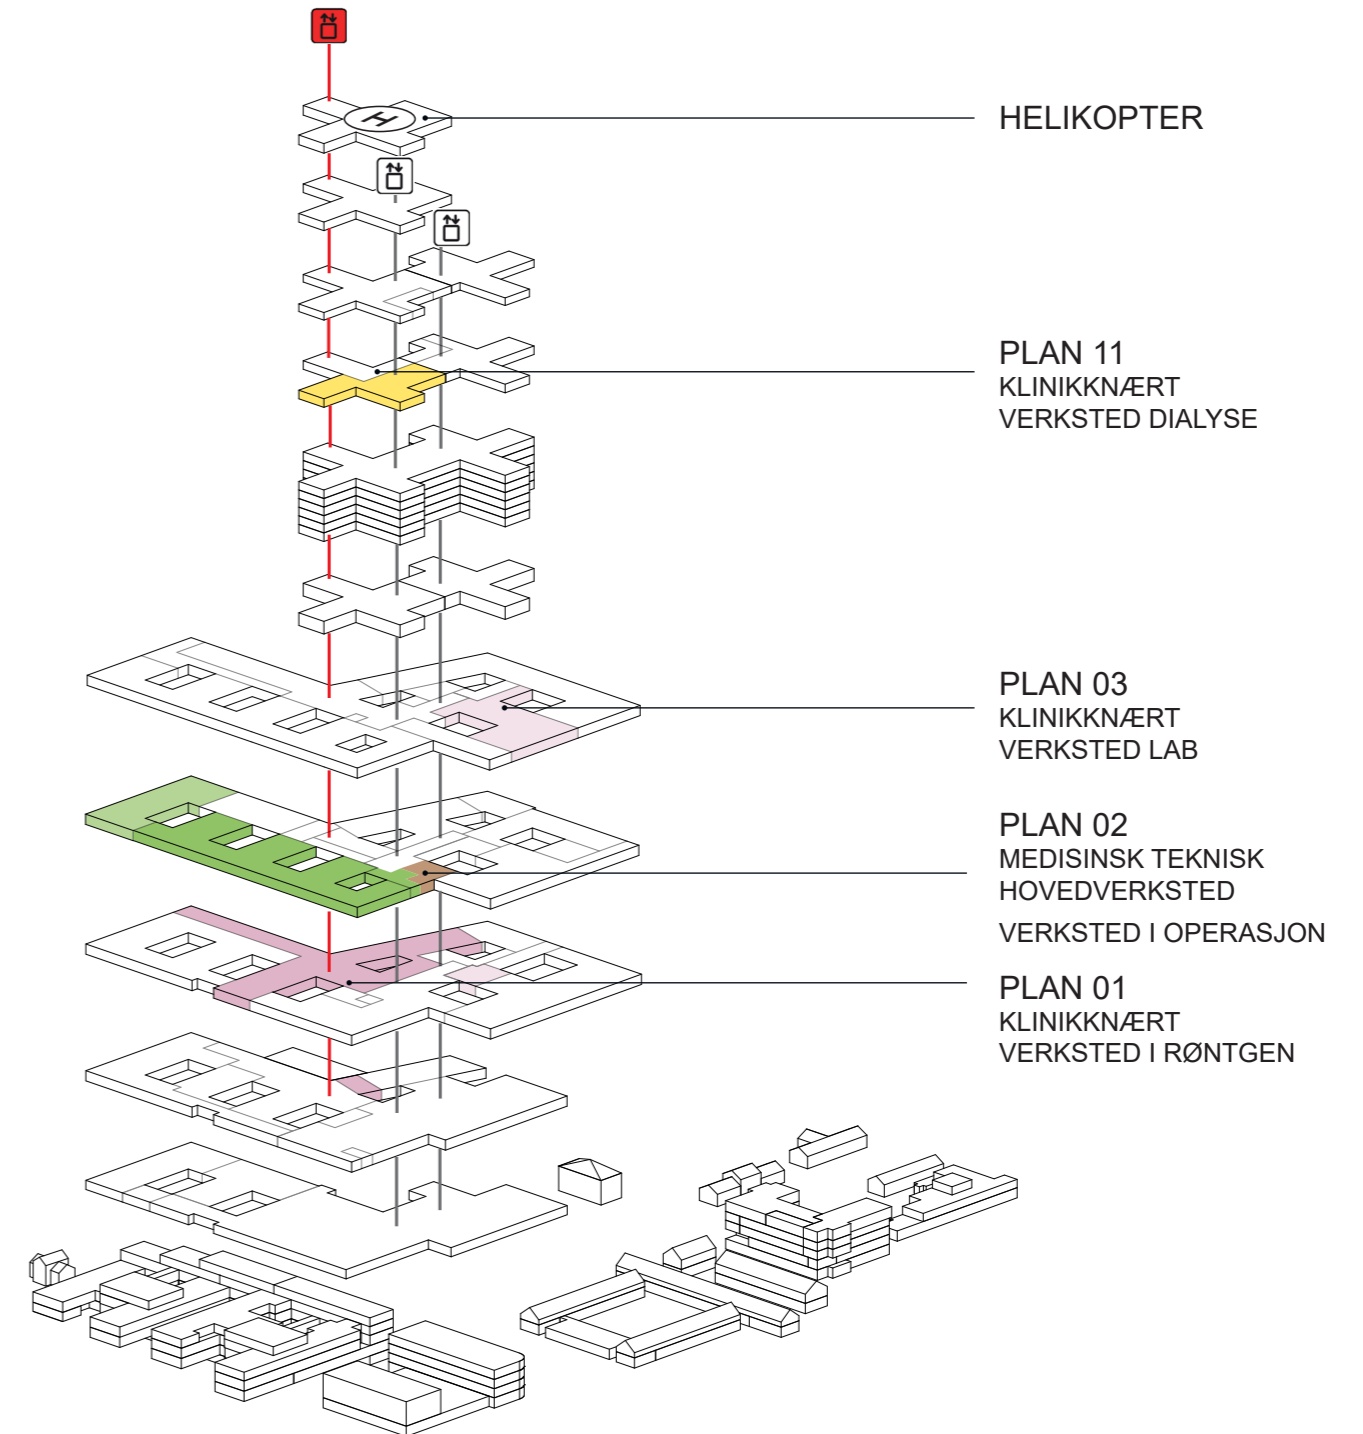 HELIKOPTER
H
PLAN 11
KLINIKKNÆRT
VERKSTED DIALYSE
PLAN 03
KLINIKKNÆRT
VERKSTED LAB
PLAN 02
MEDISINSK TEKNISK
HOVEDVERKSTED
VERKSTED I OPERASJON
PLAN 01
KLINIKKNÆRT
VERKSTED I RØNTGEN